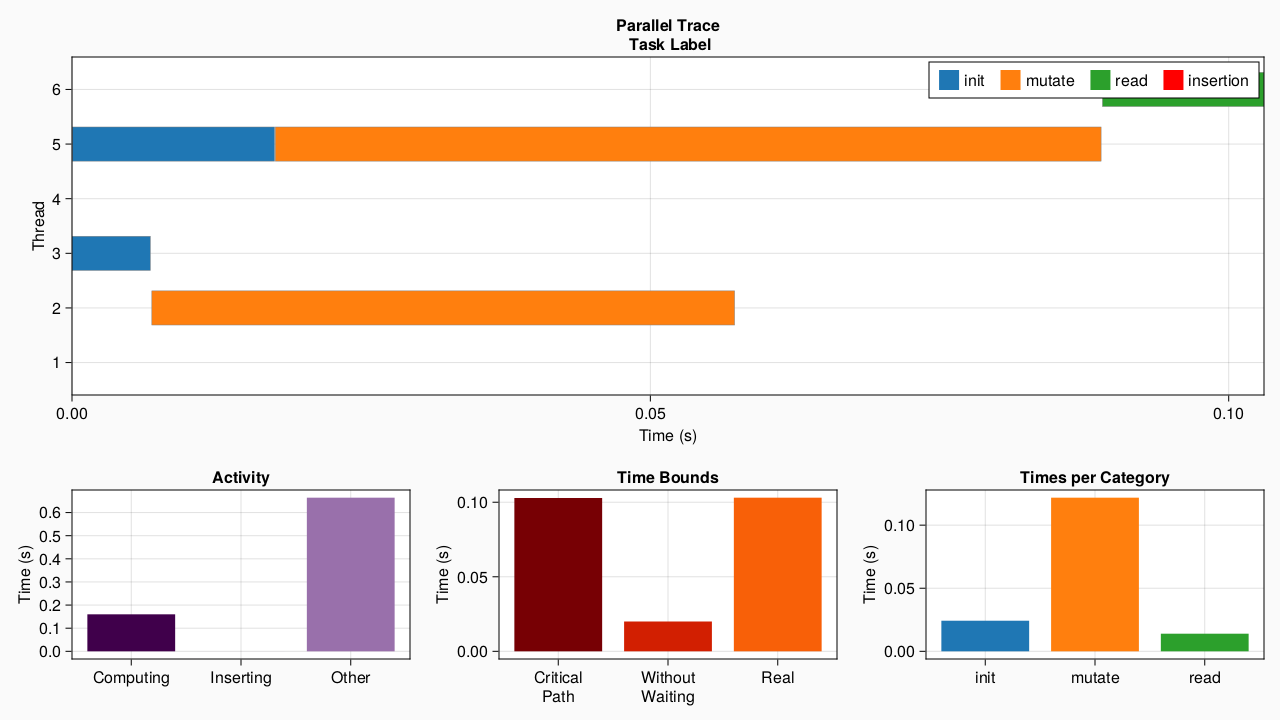 Parallel Trace
Task Label
init mutate read insertion
6
5
4
3
2
1
Thread
0.00 0.05 0.10
Time (s)
Activity
0.6
0.5
0.4
0.3
0.2
0.1
0.0
Time (s)
Computing Inserting Other
Time Bounds
0.10
0.05
0.00
Time (s)
Critical Path Without Waiting Real
Times per Category
0.10
0.05
0.00
Time (s)
init mutate read